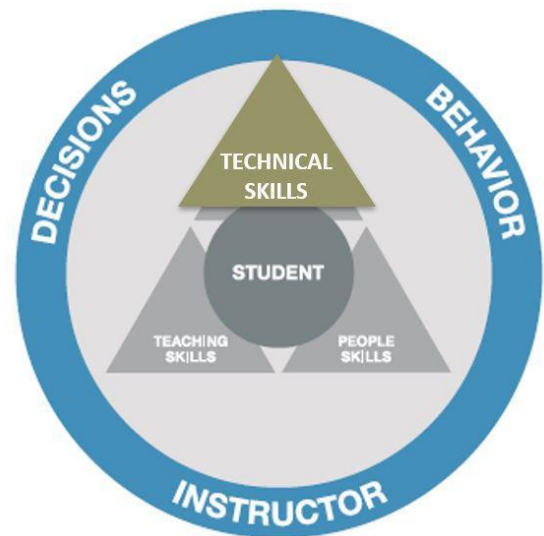 DECISIONS
BEHAVIOR
TECHNICAL
SKILLS
STUDENT
TEACHING
SKILLS
PEOPLE
SKILLS
INSTRUCTOR